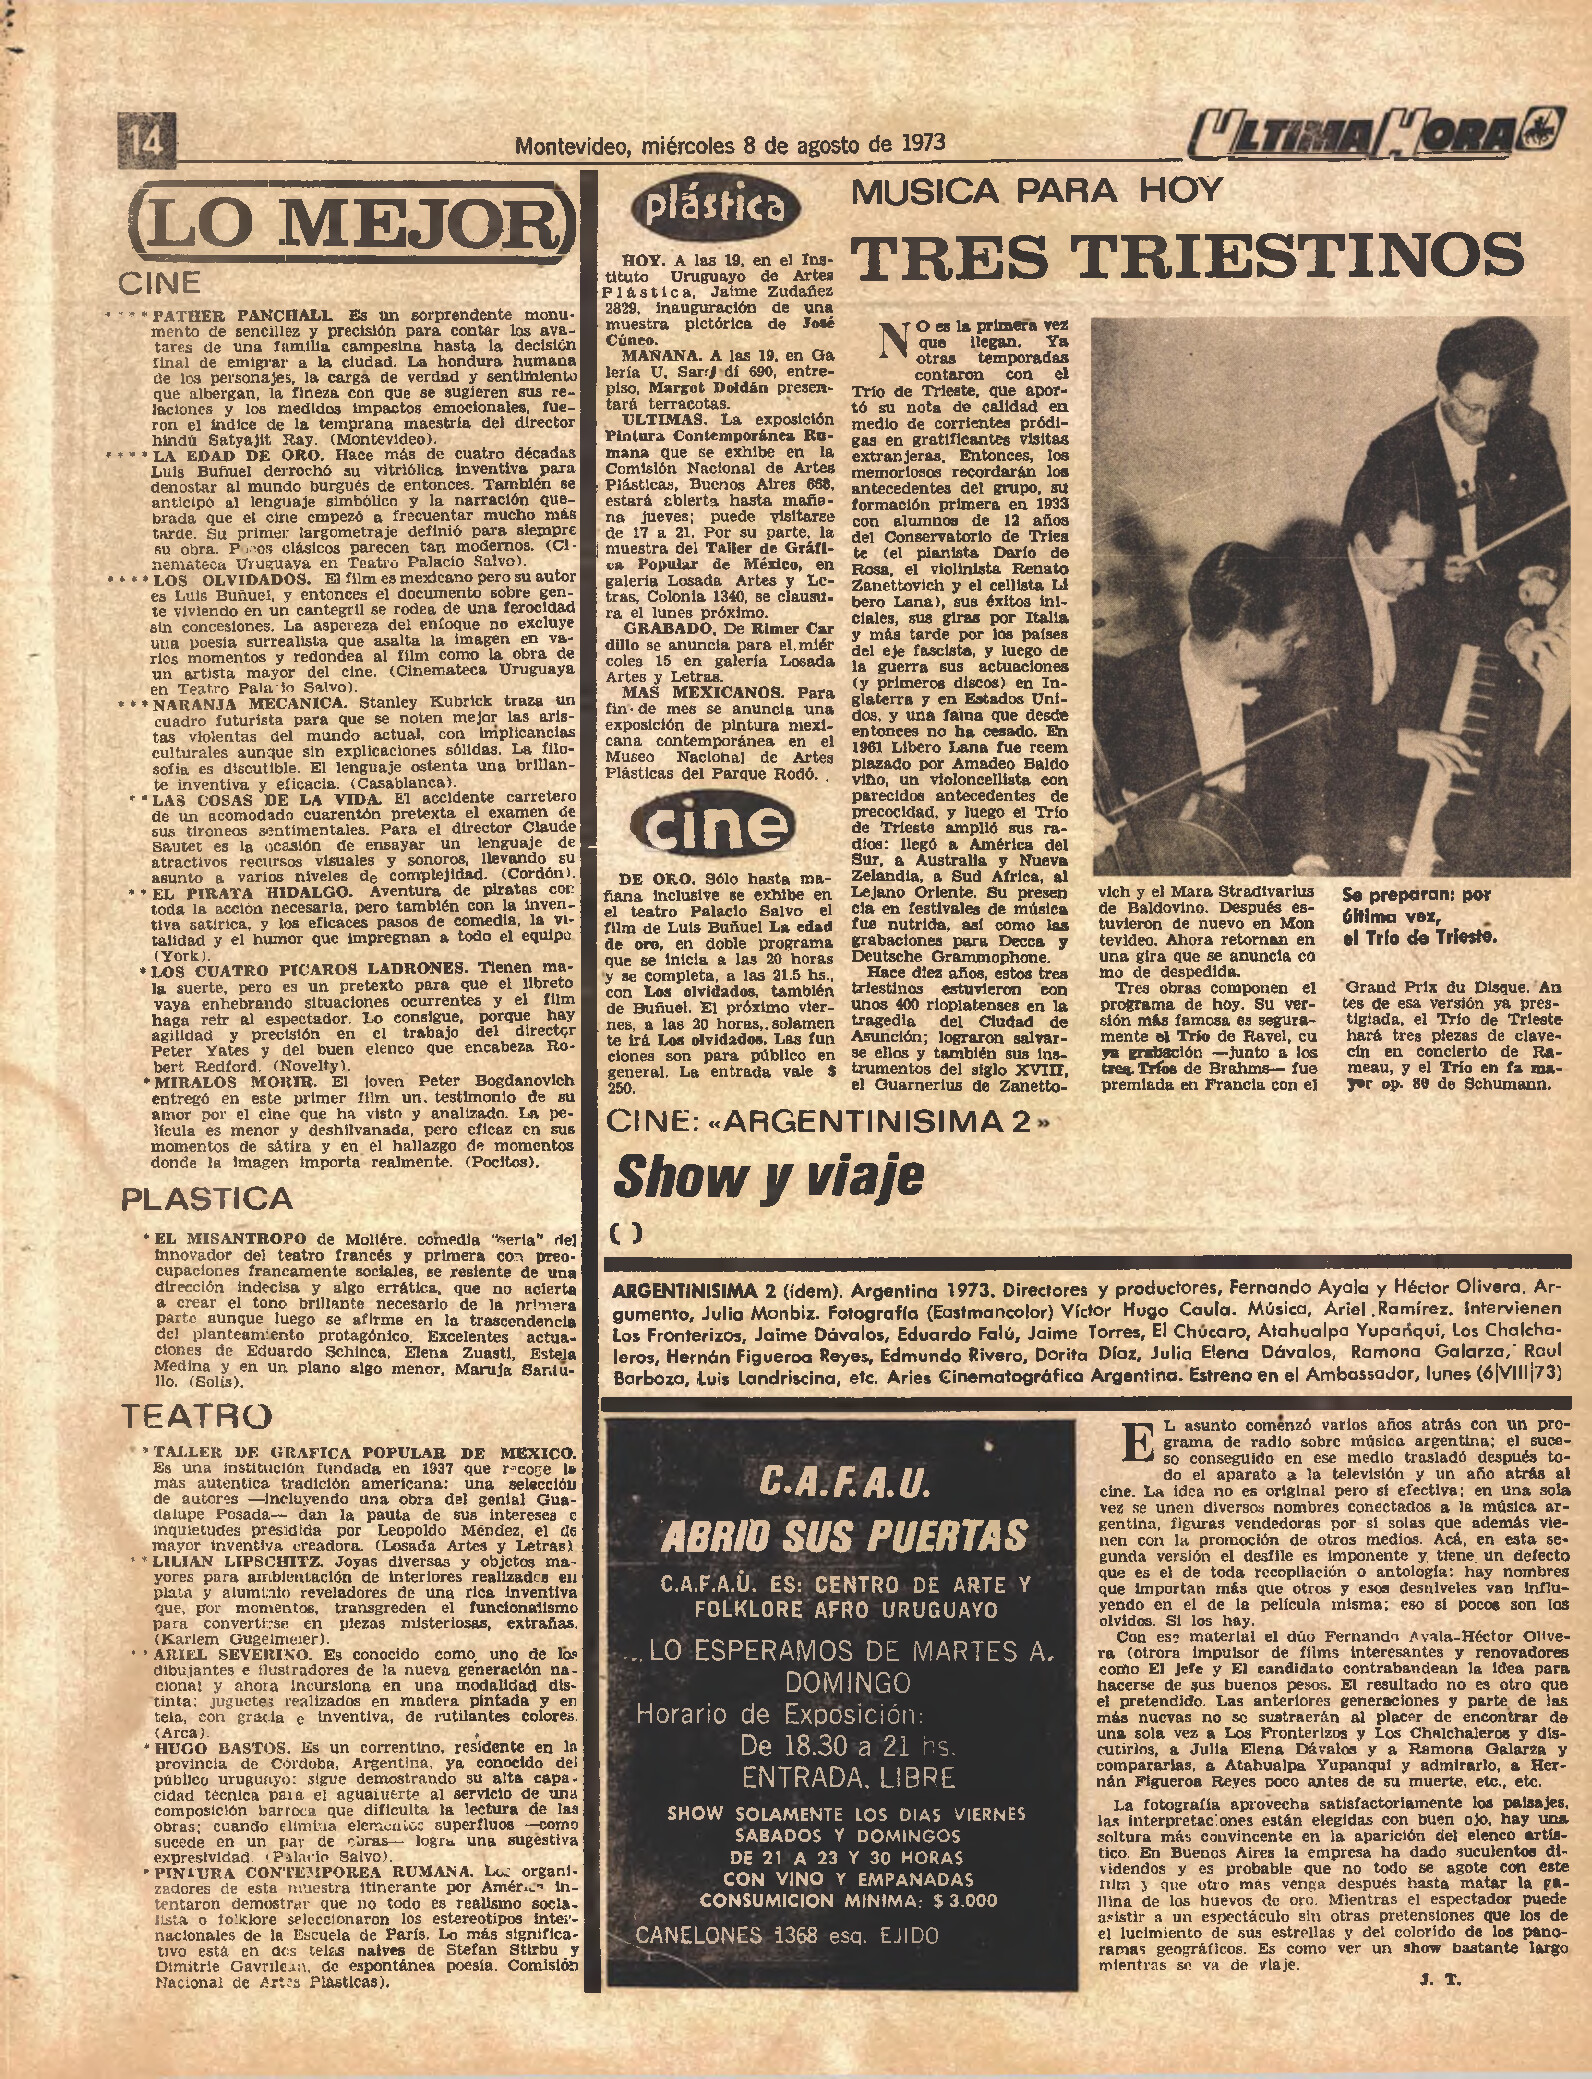 14
Montevideo, miércoles 8 de agosto de 1973
ULTIMA HORA
LO MEJOR
CINE
****PATHER PANCHALL Es un sorprendente monu-
mento de sencillez y precisión para contar los ava-
tares de una familia campesina hasta la decisión
final de emigrar a la ciudad. La hondura humana
de los personajes, la carga de verdad y sentimiento
que albergan, la fineza con que se sugieren sus re-
laciones y los medidos impactos emocionales, fue-
ron el índice de la temprana maestría del director
hindú Satyajit Ray. (Montevideo).
****LA EDAD DE ORO. Hace más de cuatro décadas
Luis Buñuel derrochó su vitriólica inventiva para
denostar al mundo burgués de entonces. También se
anticipó al lenguaje simbólico y la narración que-
brada que el cine empezó a frecuentar mucho más
tarde. Su primer largometraje definió para siempre
su obra. Pocos clásicos parecen tan modernos. (Ci-
nemateca Uruguaya en Teatro Palacio Salvo).
****LOS OLVIDADOS. El film es mexicano pero su autor
es Luis Buñuel, y entonces el documento sobre gen-
te viviendo en un cantegril se rodea de una ferocidad
sin concesiones. La aspereza del enfoque no excluye
una poesía surrealista que asalta la imagen en va-
rios momentos y redondea al film como la obra de
un artista mayor del cine. (Cinemateca Uruguaya
en Teatro Palacio Salvo).
***NARANJA MECANICA. Stanley Kubrick traza un
cuadro futurista para que se noten mejor las aris-
tas violentas del mundo actual, con implicancias
culturales aunque sin explicaciones sólidas. La filo-
sofía es discutible. El lenguaje ostenta una brillan-
te inventiva y eficacia. (Casablanca).
**LAS COSAS DE LA VIDA. El accidente carretero
de un acomodado cuarentón pretexta el examen de
sus tironeos sentimentales. Para el director Claude
Sautet es la ocasión de ensayar un lenguaje de
atractivos recursos visuales y sonoros, llevando su
asunto a varios niveles de complejidad. (Cordón).
**EL PIRATA HIDALGO. Aventura de piratas con
toda la acción necesaria, pero también con la inven-
tiva satírica, y los eficaces pasos de comedia, la vi-
talidad y el humor que impregnan a todo el equipo
(York).
*LOS CUATRO PICAROS LADRONES. Tienen ma-
la suerte, pero es un pretexto para que el libreto
vaya enhebrando situaciones ocurrentes y el film
haga reír al espectador. Lo consigue, porque hay
agilidad y precisión en el trabajo del director
Peter Yates y del buen elenco que encabeza Ro-
bert Redford. (Novelty).
*MIRALOS MORIR. El joven Peter Bogdanovich
entregó en este primer film un testimonio de su
amor por el cine que ha visto y analizado. La pe-
lícula es menor y deshilvanada, pero eficaz en sus
momentos de sátira y en el hallazgo de momentos
donde la imagen importa realmente. (Pocitos).
PLASTICA
*EL MISANTROPO de Moliére. comedia "seria" del
innovador del teatro francés y primera con preo-
cupaciones francamente sociales, se resiente de una
dirección indecisa y algo errática, que no acierta
a crear el tono brillante necesario de la primera
parte aunque luego se afirme en la trascendencia
del planteamiento protagónico. Excelentes actua-
ciones de Eduardo Schinca, Elena Zuasti, Estela
Medina y en un plano algo menor, Maruja Santu-
llo. (Solís).
TEATRO
*TALLER DE GRAFICA POPULAR DE MEXICO.
Es una institución fundada en 1937 que recoge la
más autentica tradición americana: una selección
de autores —incluyendo una obra del genial Gua-
dalupe Posada— dan la pauta de sus intereses e
inquietudes presidida por Leopoldo Méndez, el de
mayor inventiva creadora. (Losada Artes y Letras)
**LILIAN LIPSCHITZ. Joyas diversas y objetos ma-
yores para ambientación de interiores realizados en
plata y aluminio reveladores de una rica inventiva
que, por momentos, transgreden el funcionalismo
para convertirse en piezas misteriosas, extrañas.
(Karlem Gugelmeier).
**ARIEL SEVERINO. Es conocido como uno de los
dibujantes e ilustradores de la nueva generación na-
cional y ahora incursiona en una modalidad dis-
tinta: juguetes realizados en madera pintada y en
tela, con gracia e inventiva, de rutilantes colores.
(Arca).
*HUGO BASTOS. Es un correntino, residente en la
provincia de Córdoba, Argentina, ya conocido del
público uruguayo: sigue demostrando su alta capa-
cidad técnica para el aguafuerte al servicio de una
composición barroca que dificulta la lectura de las
obras; cuando elimina elementos superfluos —como
sucede en un par de obras— logra una sugestiva
expresividad. (Palacio Salvo).
*PINTURA CONTEMPOREA RUMANA. Los organi-
zadores de esta muestra itinerante por América in-
tentaron demostrar que no todo es realismo socia-
lista o folklore seleccionaron los estereotipos inter-
nacionales de la Escuela de París. Lo más significa-
tivo está en dos telas naives de Stefan Stirbu y
Dimitrie Gavrilean, de espontánea poesía. Comisión
Nacional de Artes Plásticas).
plástica
HOY. A las 19, en el Ins-
tituto Uruguayo de Artes
Plástica, Jaime Zudañez
2829, inauguración de una
muestra pictórica de José
Cúneo.
MAÑANA. A las 19, en Ga
lería U, Sarandí 690, entre-
piso, Margot Doldán presen-
tará terracotas.
ULTIMAS. La exposición
Pintura Contemporánea Ru-
mana que se exhibe en la
Comisión Nacional de Artes
Plásticas, Buenos Aires 668,
estará abierta hasta maña-
na jueves; puede visitarse
de 17 a 21. Por su parte, la
muestra del Taller de Gráfi-
ca Popular de México, en
galería Losada Artes y Le-
tras, Colonia 1340, se clausu-
ra el lunes próximo.
GRABADO. De Rimer Car
dillo se anuncia para el miér
coles 15 en galería Losada
Artes y Letras.
MAS MEXICANOS. Para
fin de mes se anuncia una
exposición de pintura mexi-
cana contemporánea en el
Museo Nacional de Artes
Plásticas del Parque Rodó.
cine
DE ORO. Sólo hasta ma-
ñana inclusive se exhibe en
el teatro Palacio Salvo el
film de Luis Buñuel La edad
de oro, en doble programa
que se inicia a las 20 horas
y se completa, a las 21.5 hs.,
con Los olvidados, también
de Buñuel. El próximo vier-
nes, a las 20 horas, solamen
te irá Los olvidados. Las fun
ciones son para público en
general. La entrada vale $
250.
MUSICA PARA HOY
TRES TRIESTINOS
NO es la primera vez
que llegan. Ya
otras temporadas
contaron con el
Trío de Trieste, que apor-
tó su nota de calidad en
medio de corrientes pródi-
gas en gratificantes visitas
extranjeras. Entonces, los
memoriosos recordarán los
antecedentes del grupo, su
formación primera en 1933
con alumnos de 12 años
del Conservatorio de Tries
te (el pianista Darío de
Rosa, el violinista Renato
Zanettovich y el cellista Lí
bero Lana), sus éxitos ini-
ciales, sus giras por Italia
y más tarde por los países
del eje fascista, y luego de
la guerra sus actuaciones
(y primeros discos) en In-
glaterra y en Estados Uni-
dos, y una fama que desde
entonces no ha cesado. En
1961 Líbero Lana fue reem
plazado por Amadeo Baldo
vino, un violoncellista con
parecidos antecedentes de
precocidad, y luego el Trío
de Trieste amplió sus ra-
dios: llegó a América del
Sur, a Australia y Nueva
Zelandia, a Sud Africa, al
Lejano Oriente. Su presen
cia en festivales de música
fue nutrida, así como las
grabaciones para Decca y
Deutsche Grammophone.
Hace diez años, estos tres
triestinos estuvieron con
unos 400 rioplatenses en la
tragedia del Ciudad de
Asunción; lograron salvar-
se ellos y también sus ins-
trumentos del siglo XVIII,
el Guarnerius de Zanetto-
vich y el Mara Stradivarius
de Baldovino. Después es-
tuvieron de nuevo en Mon
tevideo. Ahora retornan en
una gira que se anuncia co
mo de despedida.
Tres obras componen el
programa de hoy. Su ver-
sión más famosa es segura-
mente el Trío de Ravel, cu
ya grabación —junto a los
tres Tríos de Brahms— fue
premiada en Francia con el
Se preparan: por
última vez,
el Trío de Trieste.
Grand Prix du Disque. An
tes de esa versión ya pres-
tigiada, el Trío de Trieste
hará tres piezas de clave-
cín en concierto de Ra-
meau, y el Trío en fa ma-
yor op. 80 de Schumann.
CINE: «ARGENTINISIMA 2»
Show y viaje
( )
ARGENTINISIMA 2 (ídem). Argentina 1973. Directores y productores, Fernando Ayala y Héctor Olivera. Ar-
gumento, Julia Monbiz. Fotografía (Eastmancolor) Víctor Hugo Caula. Música, Ariel Ramírez. Intervienen
Los Fronterizos, Jaime Dávalos, Eduardo Falú, Jaime Torres, El Chúcaro, Atahualpa Yupanqui, Los Chalcha-
leros, Hernán Figueroa Reyes, Edmundo Rivero, Dorita Díaz, Julia Elena Dávalos, Ramona Galarza, Raul
Barboza, Luis Landriscina, etc. Aries Cinematográfica Argentina. Estreno en el Ambassador, lunes (6|VIII|73)
C.A.F.A.U.
ABRIO SUS PUERTAS
C.A.F.A.U. ES: CENTRO DE ARTE Y
FOLKLORE AFRO URUGUAYO
LO ESPERAMOS DE MARTES A
DOMINGO
Horario de Exposición:
De 18.30 a 21 hs.
ENTRADA LIBRE
SHOW SOLAMENTE LOS DIAS VIERNES
SABADOS Y DOMINGOS
DE 21 A 23 Y 30 HORAS
CON VINO Y EMPANADAS
CONSUMICION MINIMA: $ 3.000
CANELONES 1368 esq. EJIDO
EL asunto comenzó varios años atrás con un pro-
grama de radio sobre música argentina; el suce-
so conseguido en ese medio trasladó después to-
do el aparato a la televisión y un año atrás al
cine. La idea no es original pero sí efectiva; en una sola
vez se unen diversos nombres conectados a la música ar-
gentina, figuras vendedoras por sí solas que además vie-
nen con la promoción de otros medios. Acá, en esta se-
gunda versión el desfile es imponente y tiene un defecto
que es el de toda recopilación o antología: hay nombres
que importan más que otros y esos desniveles van influ-
yendo en el de la película misma; eso sí pocos son los
olvidos. Si los hay.
Con ese material el dúo Fernando Ayala-Héctor Olive-
ra (otrora impulsor de films interesantes y renovadores
como El Jefe y El candidato contrabandean la idea para
hacerse de sus buenos pesos. El resultado no es otro que
el pretendido. Las anteriores generaciones y parte de las
más nuevas no se sustraerán al placer de encontrar de
una sola vez a Los Fronterizos y Los Chalchaleros y dis-
cutirlos, a Julia Elena Dávalos y a Ramona Galarza y
compararlas, a Atahualpa Yupanqui y admirarlo, a Her-
nán Figueroa Reyes poco antes de su muerte, etc., etc.
La fotografía aprovecha satisfactoriamente los paisajes,
las interpretaciones están elegidas con buen ojo, hay una
soltura más convincente en la aparición del elenco artís-
tico. En Buenos Aires la empresa ha dado suculentos di-
videndos y es probable que no todo se agote con este
film y que otro más venga después hasta matar la ga-
llina de los huevos de oro. Mientras el espectador puede
asistir a un espectáculo sin otras pretensiones que los de
el lucimiento de sus estrellas y del colorido de los pano-
ramas geográficos. Es como ver un show bastante largo
mientras se va de viaje.
J. T.